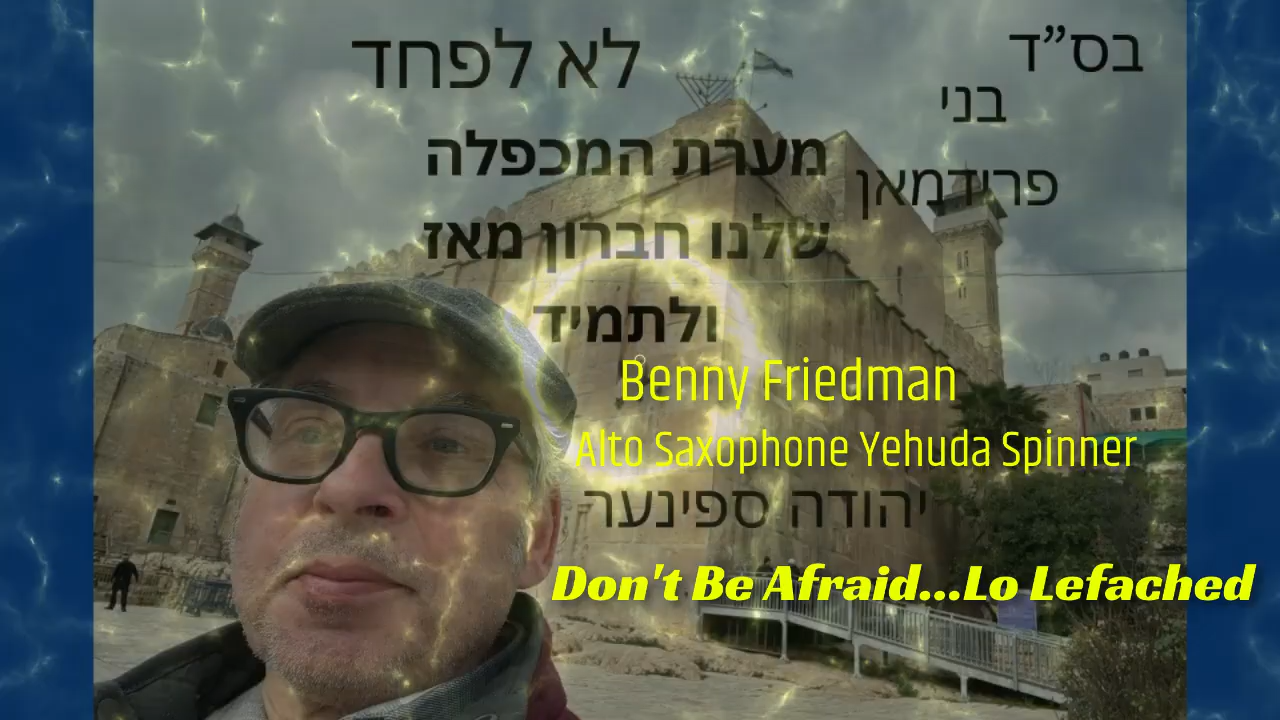 בס”ד
לא לפחד
בני
פרידמאן
מערת המכפלה
שלנו חברון מאז
ולתמיד
Benny Friedman
Alto Saxophone Yehuda Spinner
יהודה ספינער
Don't Be Afraid...Lo Lefached